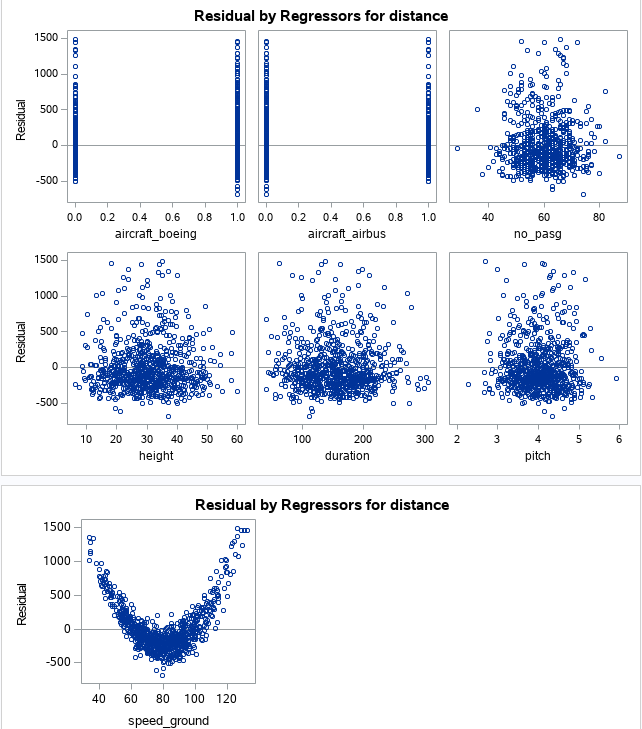 Residual by Regressors for distance
1500
1000
500
0
-500
Residual
0.0 0.2 0.4 0.6 0.8 1.0
aircraft_boeing
0.0 0.2 0.4 0.6 0.8 1.0
aircraft_airbus
40 60 80
no_pasg
1500
1000
500
0
-500
Residual
10 20 30 40 50 60
height
100 200 300
duration
2 3 4 5 6
pitch
Residual by Regressors for distance
1500
1000
500
0
-500
Residual
40 60 80 100 120
speed_ground